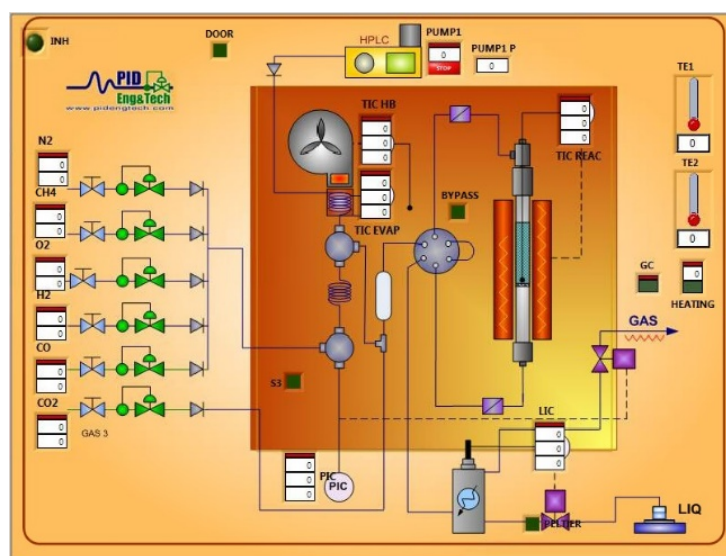 INH
DOOR
HPLC
PUMP1
0
STOP
PUMP1 P
0
PID
Eng&Tech
www.pidengtech.com
TE1
0
TE2
0
TIC HB
0
0
0
TIC REAC
0
0
0
N2
0
0
CH4
0
0
O2
0
0
H2
0
0
CO
0
0
CO2
0
0
GAS 3
TIC EVAP
0
0
0
BYPASS
GC
0
HEATING
GAS
S3
LIC
0
0
0
PIC
0
0
0
PIC
PELTIER
LIQ